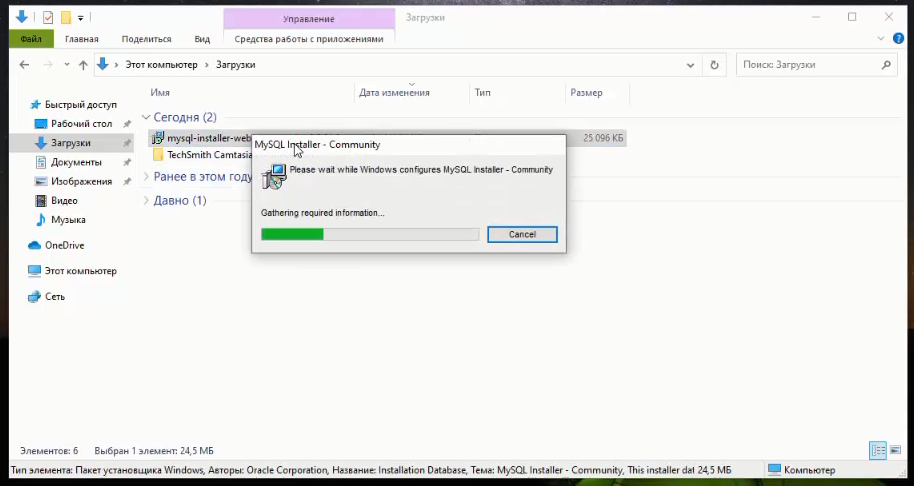 Управление
Загрузки
Файл
Главная
Поделиться
Вид
Средства работы с приложениями
Этот компьютер › Загрузки
Поиск: Загрузки
Имя
Дата изменения
Тип
Размер
Быстрый доступ
Рабочий стол
Загрузки
Документы
Изображения
Видео
Музыка
OneDrive
Этот компьютер
Сеть
Сегодня (2)
mysql-installer-web
25 096 КБ
TechSmith Camtasia
Ранее в этом году
Давно (1)
MySQL Installer - Community
Please wait while Windows configures MySQL Installer - Community
Gathering required information...
Cancel
Элементов: 6
Выбран 1 элемент: 24,5 МБ
Тип элемента: Пакет установщика Windows, Авторы: Oracle Corporation, Название: Installation Database, Тема: MySQL Installer - Community, This installer dat 24,5 МБ
Компьютер